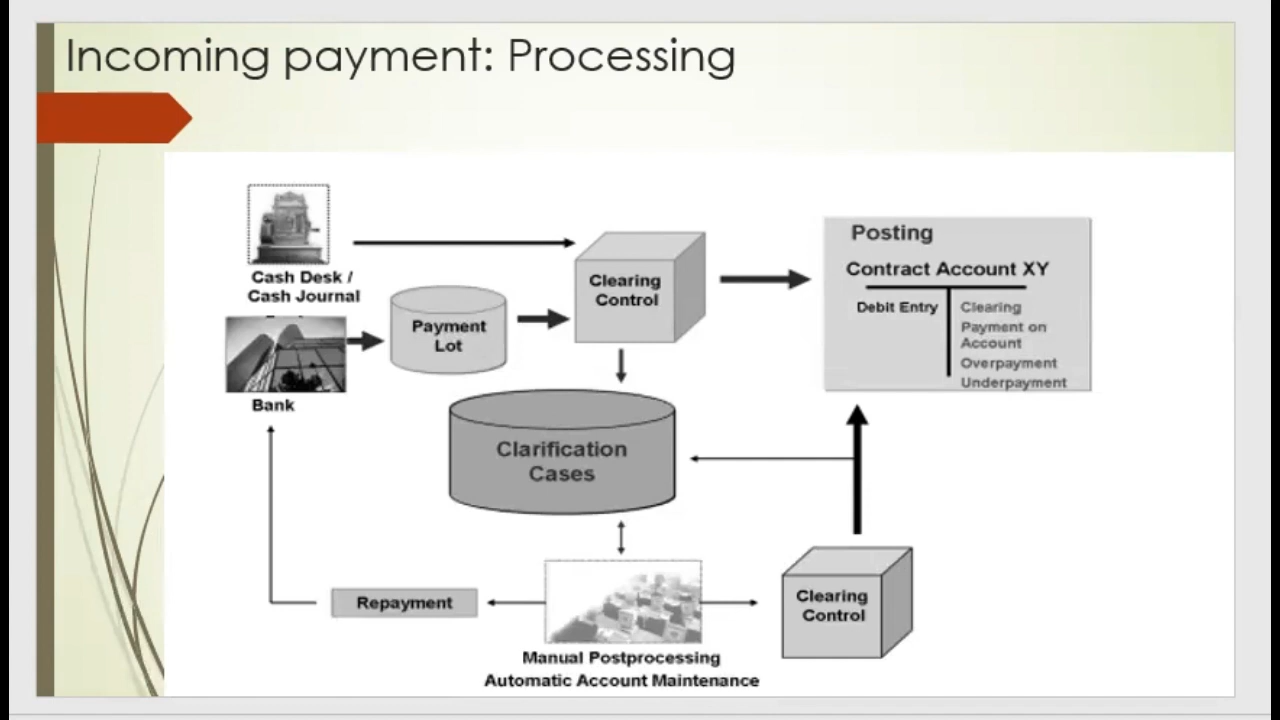 Incoming payment: Processing
Cash Desk /
Cash Journal
Bank
Payment
Lot
Clearing
Control
Posting
Contract Account XY
Debit Entry
Clearing
Payment on
Account
Overpayment
Underpayment
Clarification
Cases
Repayment
Manual Postprocessing
Automatic Account Maintenance
Clearing
Control